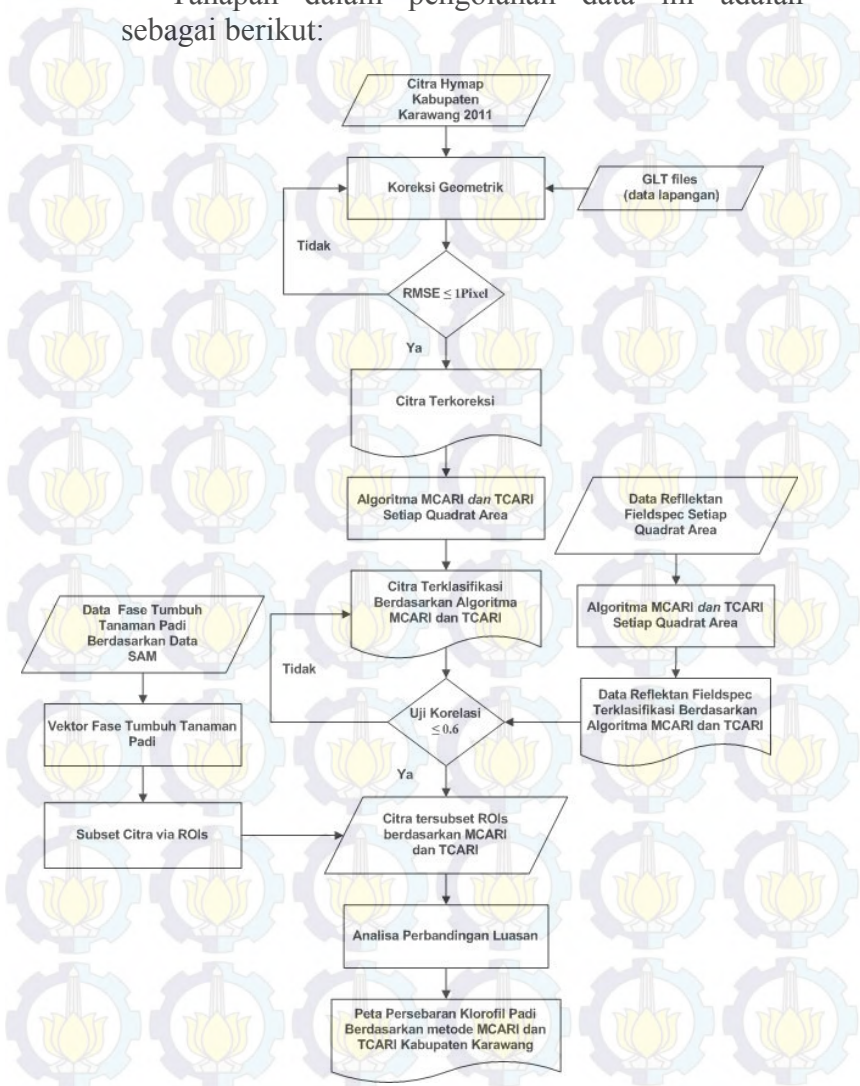 Tahapan dalam pengolahan data ini adalah
sebagai berikut:
Citra Hymap
Kabupaten
Karawang 2011
Koreksi Geometrik
GLT files
(data lapangan)
Tidak
RMSE ≤ 1Pixel
Ya
Citra Terkoreksi
Algoritma MCARI dan TCARI
Setiap Quadrat Area
Data Refllektan
Fieldspec Setiap
Quadrat Area
Citra Terklasifikasi
Berdasarkan Algoritma
MCARI dan TCARI
Algoritma MCARI dan TCARI
Setiap Quadrat Area
Data Fase Tumbuh
Tanaman Padi
Berdasarkan Data
SAM
Tidak
Uji Korelasi
≤ 0.6
Data Reflektan Fieldspec
Terklasifikasi Berdasarkan
Algoritma MCARI dan TCARI
Vektor Fase Tumbuh Tanaman
Padi
Ya
Subset Citra via ROIs
Citra tersubset ROIs
berdasarkan MCARI
dan TCARI
Analisa Perbandingan Luasan
Peta Persebaran Klorofil Padi
Berdasarkan metode MCARI dan
TCARI Kabupaten Karawang